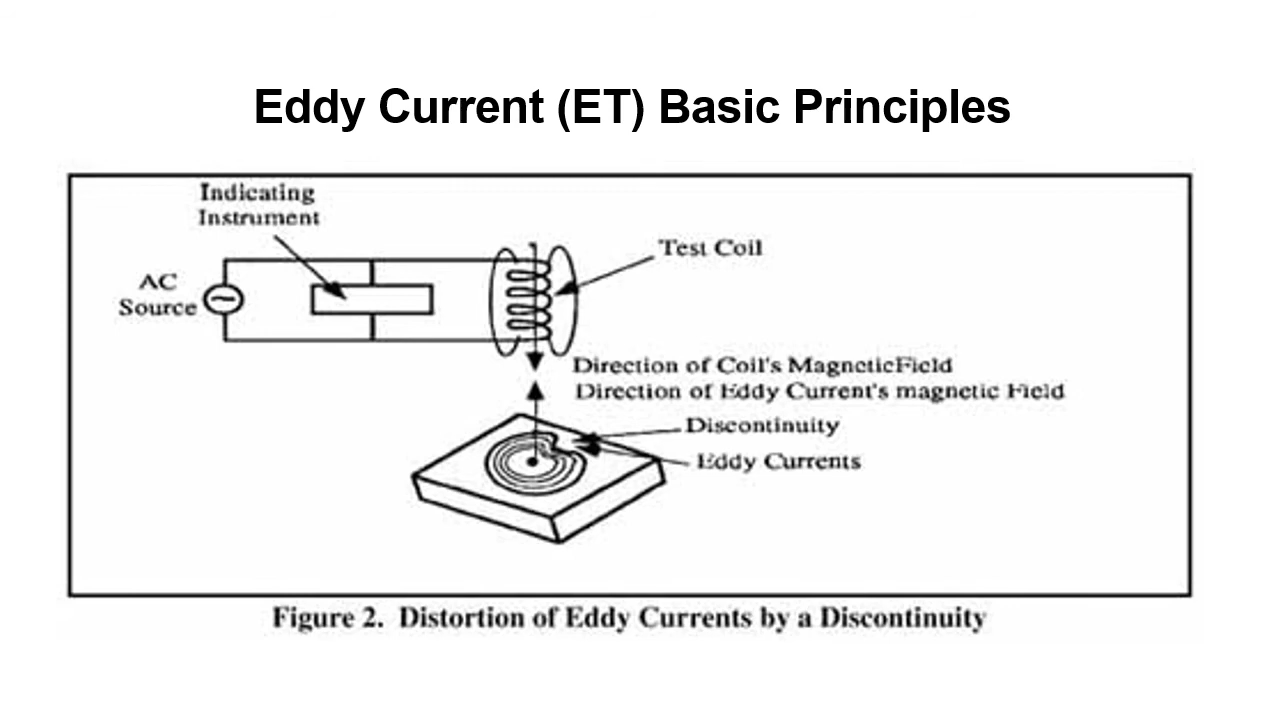 Eddy Current (ET) Basic Principles
Indicating
Instrument
AC
Source
Test Coil
Direction of Coil's MagneticField
Direction of Eddy Current's magnetic Field
Discontinuity
Eddy Currents
Figure 2. Distortion of Eddy Currents by a Discontinuity